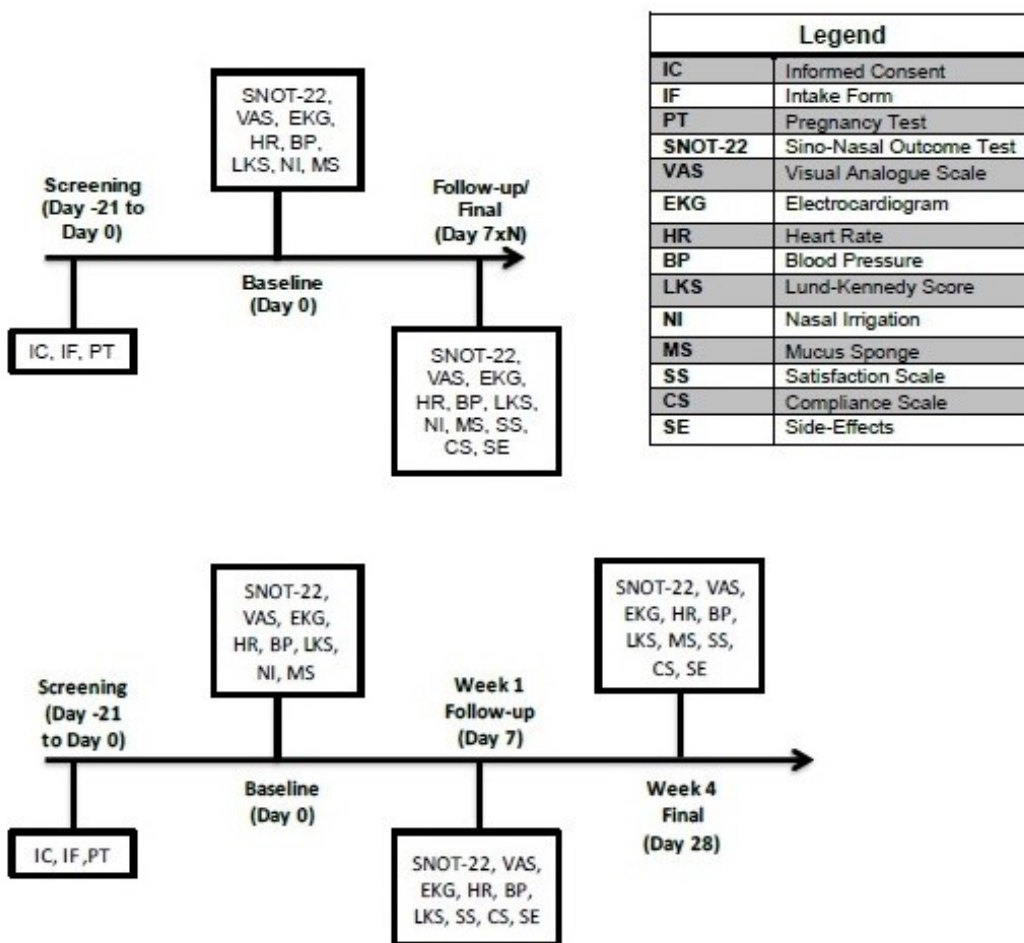 SNOT-22,
VAS, EKG,
HR, BP,
LKS, NI, MS
Screening
(Day -21 to
Day 0)
Follow-up/
Final
(Day 7xN)
Baseline
(Day 0)
IC, IF, PT
SNOT-22,
VAS, EKG,
HR, BP, LKS,
NI, MS, SS,
CS, SE
Legend
IC Informed Consent
IF Intake Form
PT Pregnancy Test
SNOT-22 Sino-Nasal Outcome Test
VAS Visual Analogue Scale
EKG Electrocardiogram
HR Heart Rate
BP Blood Pressure
LKS Lund-Kennedy Score
NI Nasal Irrigation
MS Mucus Sponge
SS Satisfaction Scale
CS Compliance Scale
SE Side-Effects
SNOT-22,
VAS, EKG,
HR, BP, LKS,
NI, MS
SNOT-22, VAS,
EKG, HR, BP,
LKS, MS, SS,
CS, SE
Screening
(Day -21
to Day 0)
Week 1
Follow-up
(Day 7)
Baseline
(Day 0)
Week 4
Final
(Day 28)
IC, IF,PT
SNOT-22, VAS,
EKG, HR, BP,
LKS, SS, CS, SE